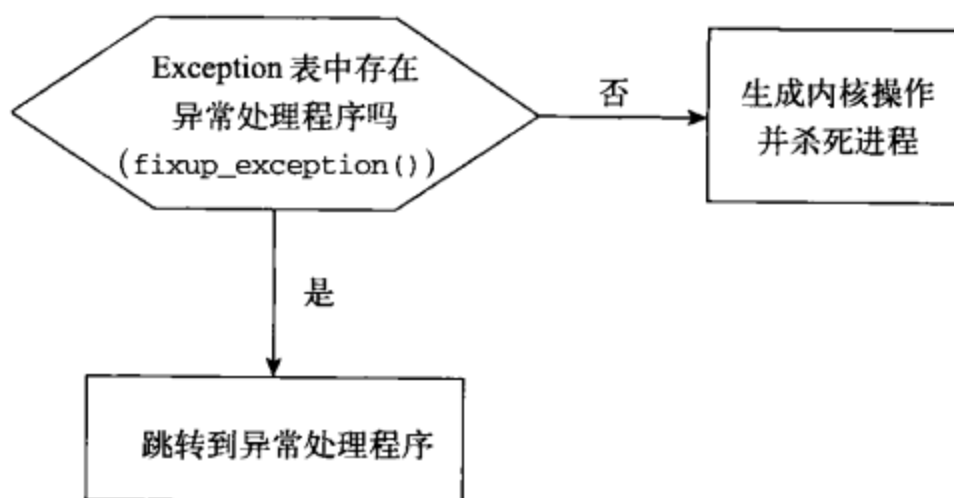 Exception 表中存在
异常处理程序吗
(fixup_exception())
否
生成内核操作
并杀死进程
是
跳转到异常处理程序